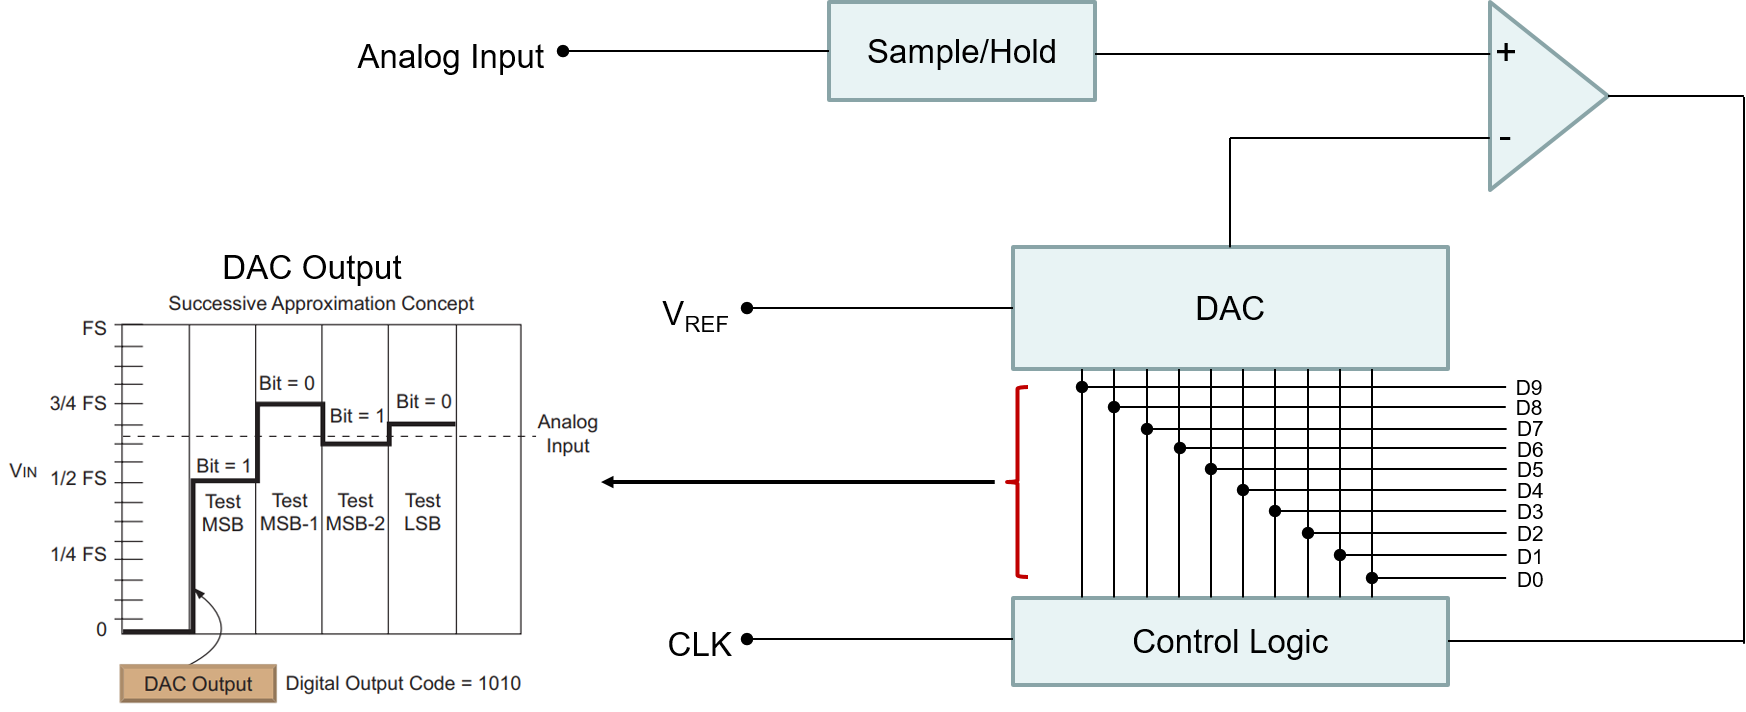 Analog Input
Sample/Hold
+
-
DAC Output
Successive Approximation Concept
FS
3/4 FS
VIN
1/2 FS
1/4 FS
0
Bit = 1
Bit = 0
Bit = 1
Bit = 0
Analog
Input
Test
MSB
Test
MSB-1
Test
MSB-2
Test
LSB
DAC Output
Digital Output Code = 1010
VREF
DAC
D9
D8
D7
D6
D5
D4
D3
D2
D1
D0
CLK
Control Logic